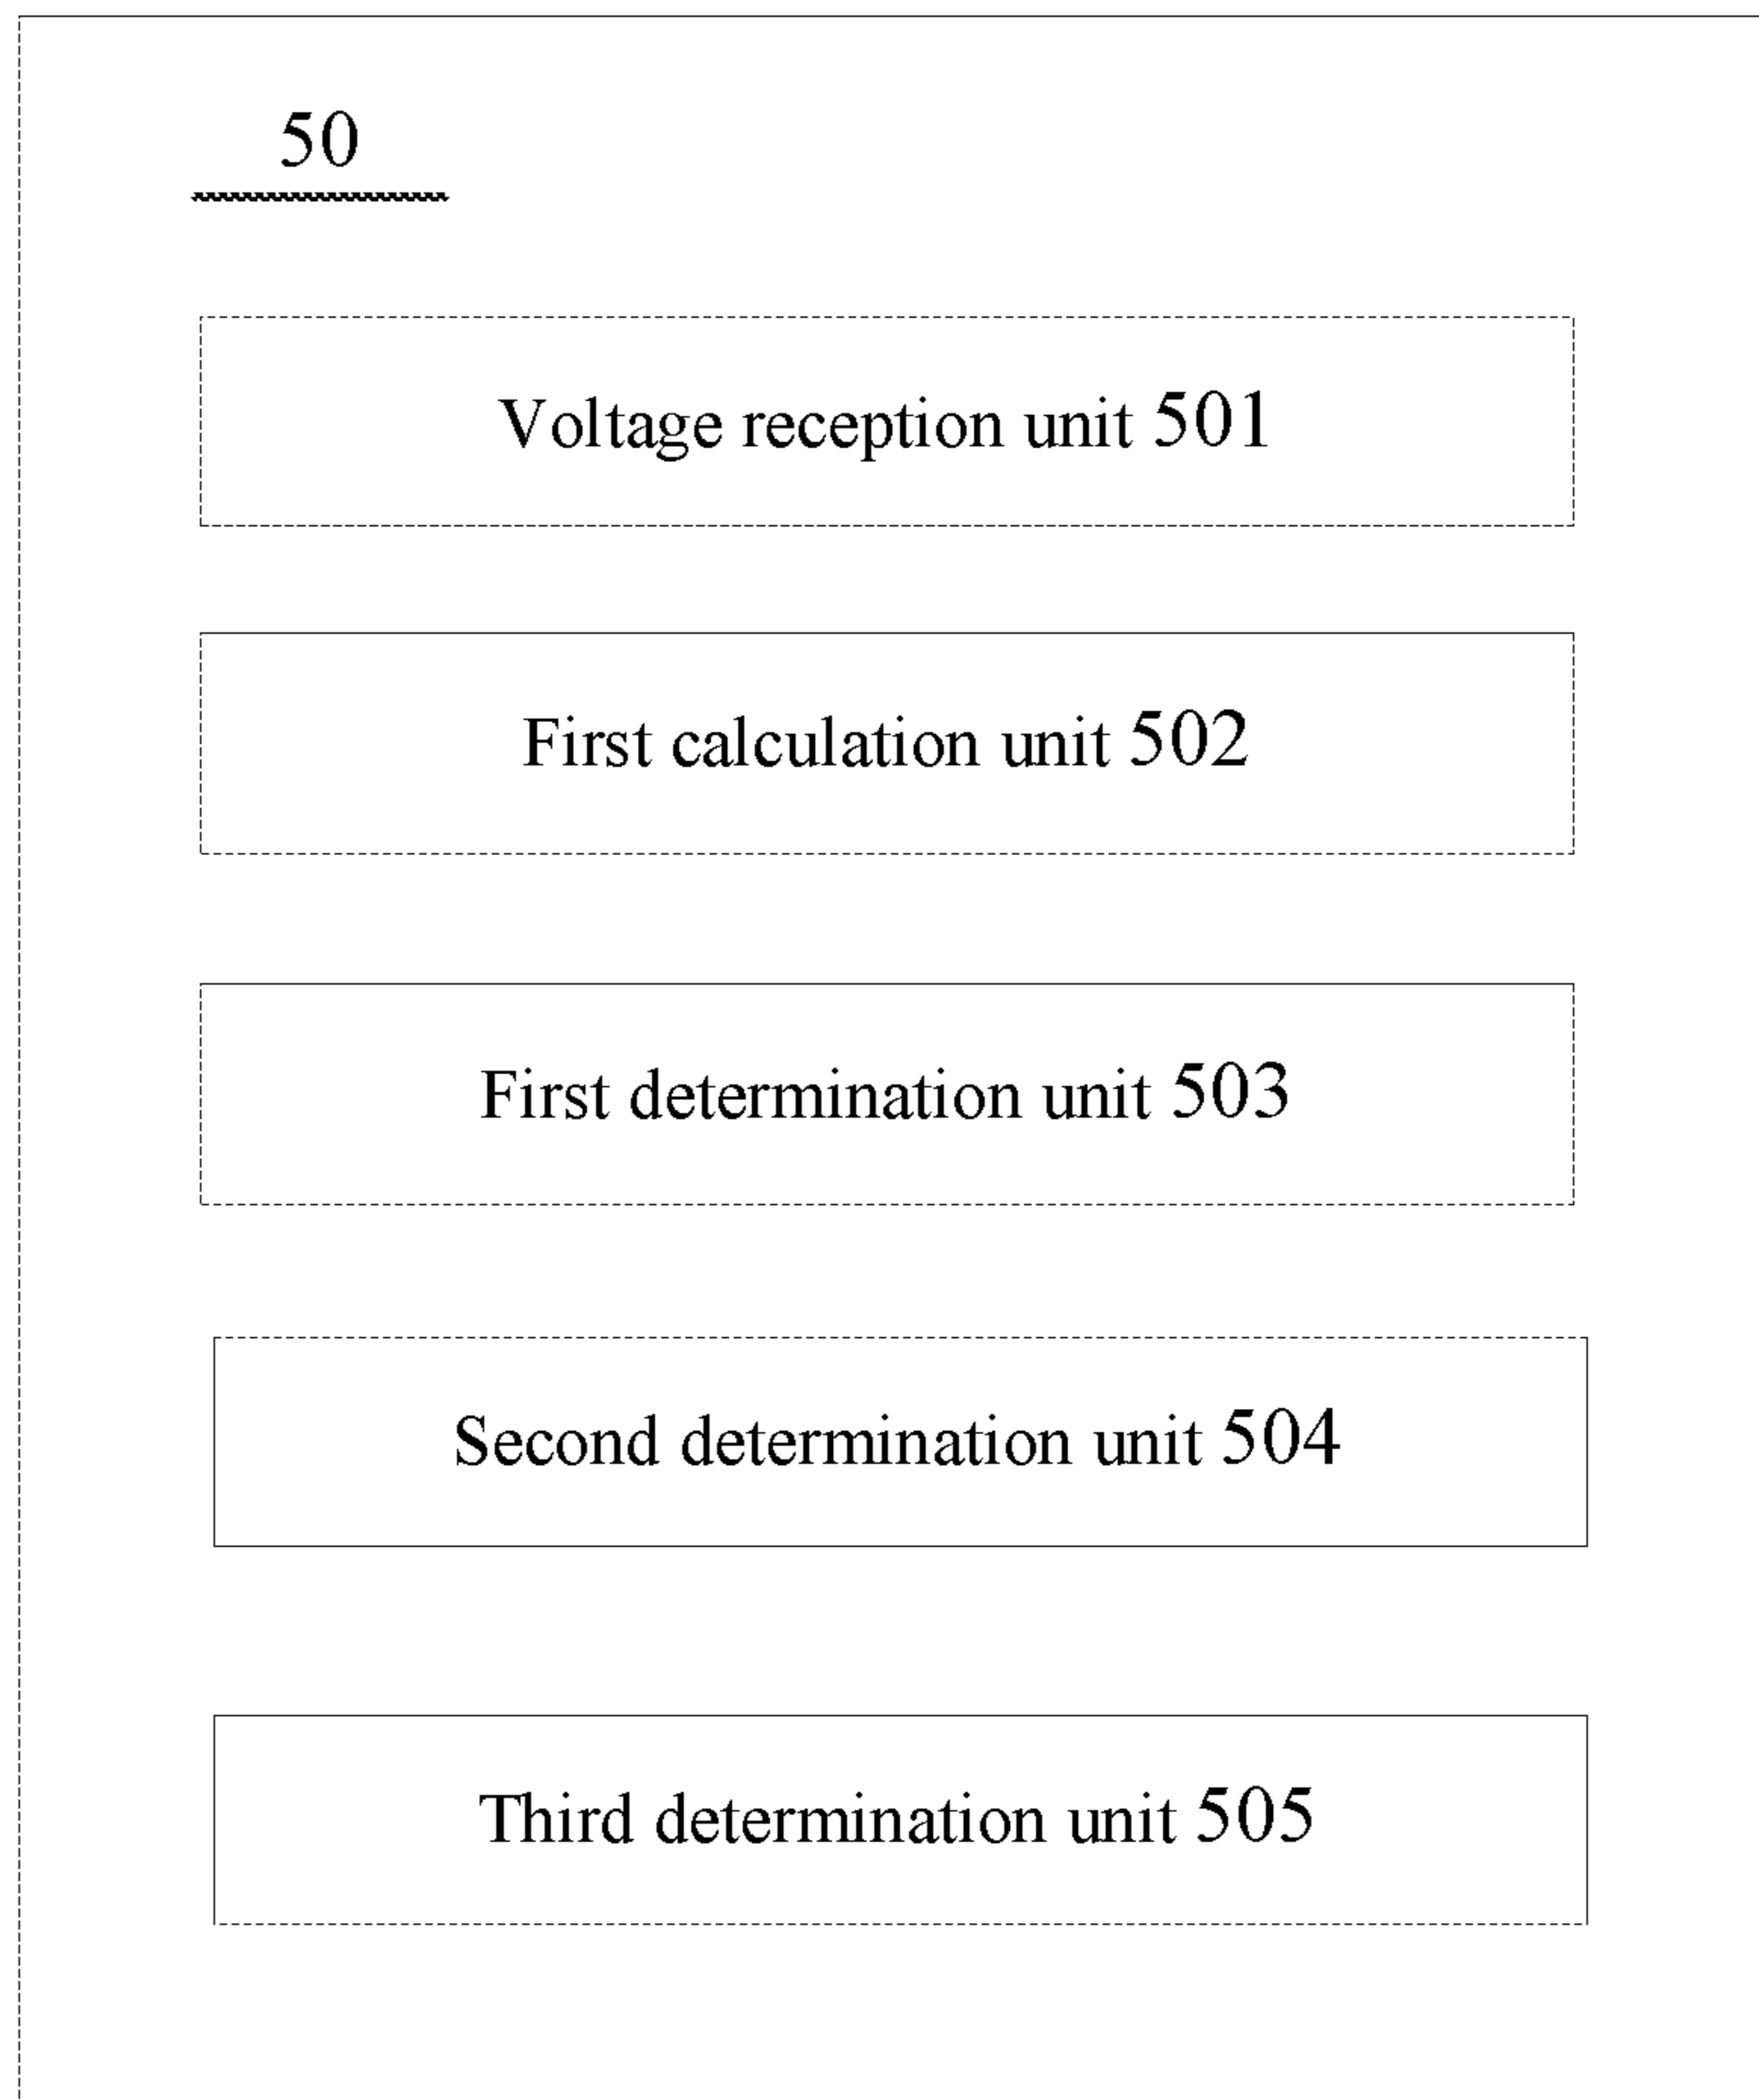 50
Voltage reception unit 501
First calculation unit 502
First determination unit 503
Second determination unit 504
Third determination unit 505